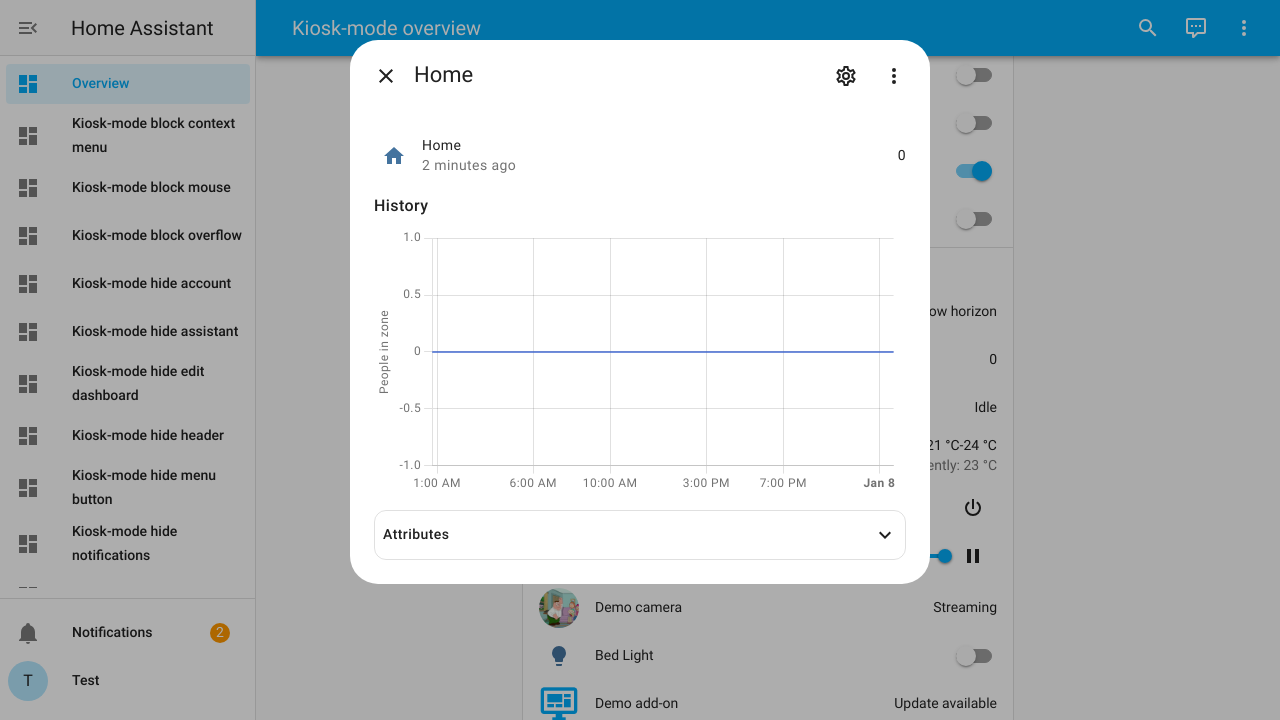 Home Assistant
Kiosk-mode overview
Overview
Kiosk-mode block context
menu
Kiosk-mode block mouse
Kiosk-mode block overflow
Kiosk-mode hide account
Kiosk-mode hide assistant
Kiosk-mode hide edit
dashboard
Kiosk-mode hide header
Kiosk-mode hide menu
button
Kiosk-mode hide
notifications
Notifications
2
T
Test
Home
Home
2 minutes ago
0
History
People in zone
1.0
0.5
0
-0.5
-1.0
1:00 AM
6:00 AM
10:00 AM
3:00 PM
7:00 PM
Jan 8
Attributes
ow horizon
0
Idle
21 °C-24 °C
ently: 23 °C
Demo camera
Streaming
Bed Light
Demo add-on
Update available